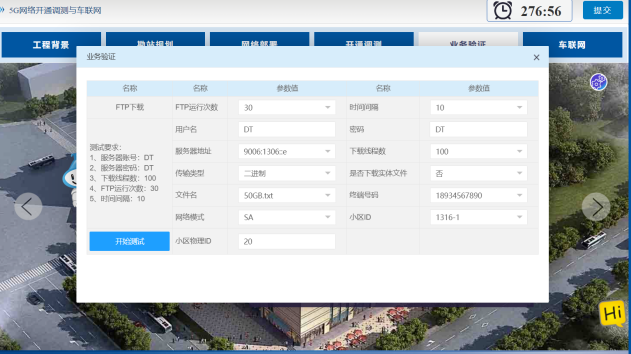 » 5G网络开通调测与车联网
276:56
提交
工程背景 勘站规划 网络部署 开通调测 业务验证 车联网
业务验证 ×
名称 名称 参数值 名称 参数值
FTP下载 FTP运行次数 30 时间间隔 10
用户名 DT 密码 DT
测试要求:
1、服务器账号: DT
2、服务器密码: DT
3、下载线程数: 100
4、FTP运行次数: 30
5、时间间隔: 10
服务器地址 9006:1306::e 下载线程数 100
传输类型 二进制 是否下载实体文件 否
文件名 50GB.txt 终端号码 18934567890
网络模式 SA 小区ID 1316-1
开始测试 小区物理ID 20
Hi